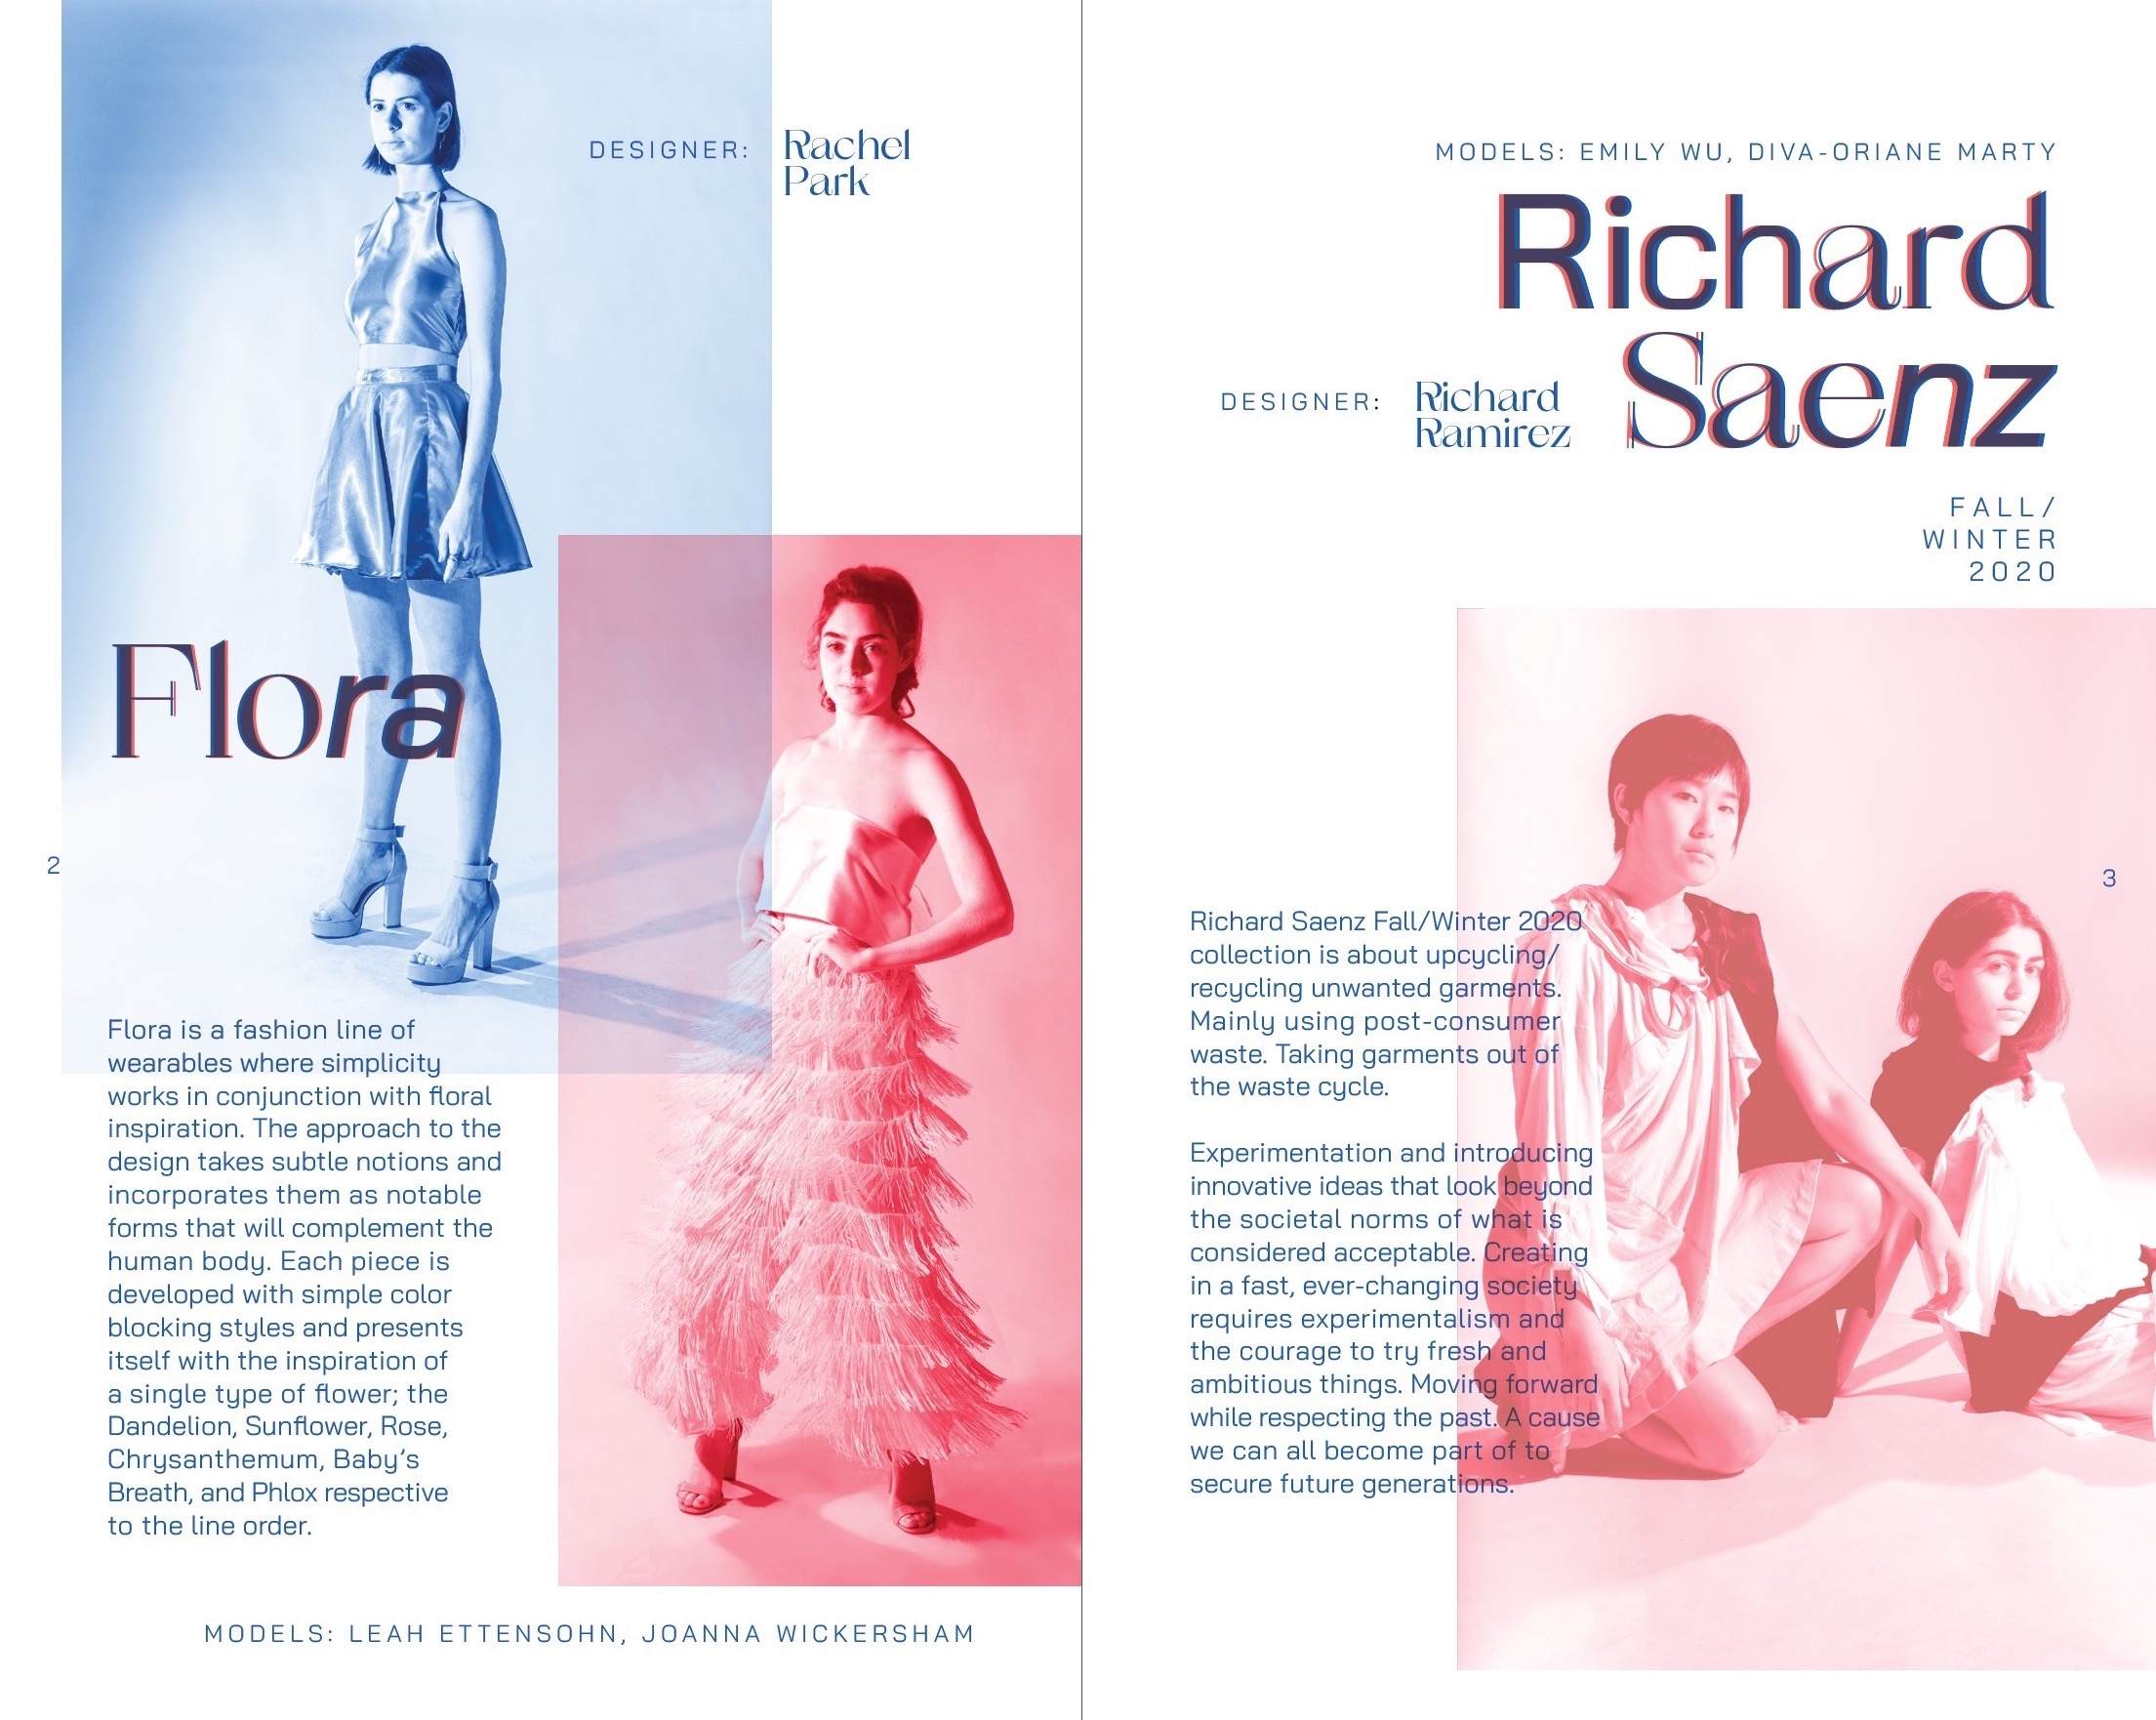 DESIGNER:
Rachel
Park
Flora
2
Flora is a fashion line of
wearables where simplicity
works in conjunction with floral
inspiration. The approach to the
design takes subtle notions and
incorporates them as notable
forms that will complement the
human body. Each piece is
developed with simple color
blocking styles and presents
itself with the inspiration of
a single type of flower; the
Dandelion, Sunflower, Rose,
Chrysanthemum, Baby’s
Breath, and Phlox respective
to the line order.
MODELS: LEAH ETTENSOHN, JOANNA WICKERSHAM
MODELS: EMILY WU, DIVA-ORIANE MARTY
Richard
Saenz
DESIGNER:
Richard
Ramirez
FALL/
WINTER
2020
3
Richard Saenz Fall/Winter 2020
collection is about upcycling/
recycling unwanted garments.
Mainly using post-consumer
waste. Taking garments out of
the waste cycle.
Experimentation and introducing
innovative ideas that look beyond
the societal norms of what is
considered acceptable. Creating
in a fast, ever-changing society
requires experimentalism and
the courage to try fresh and
ambitious things. Moving forward
while respecting the past. A cause
we can all become part of to
secure future generations.